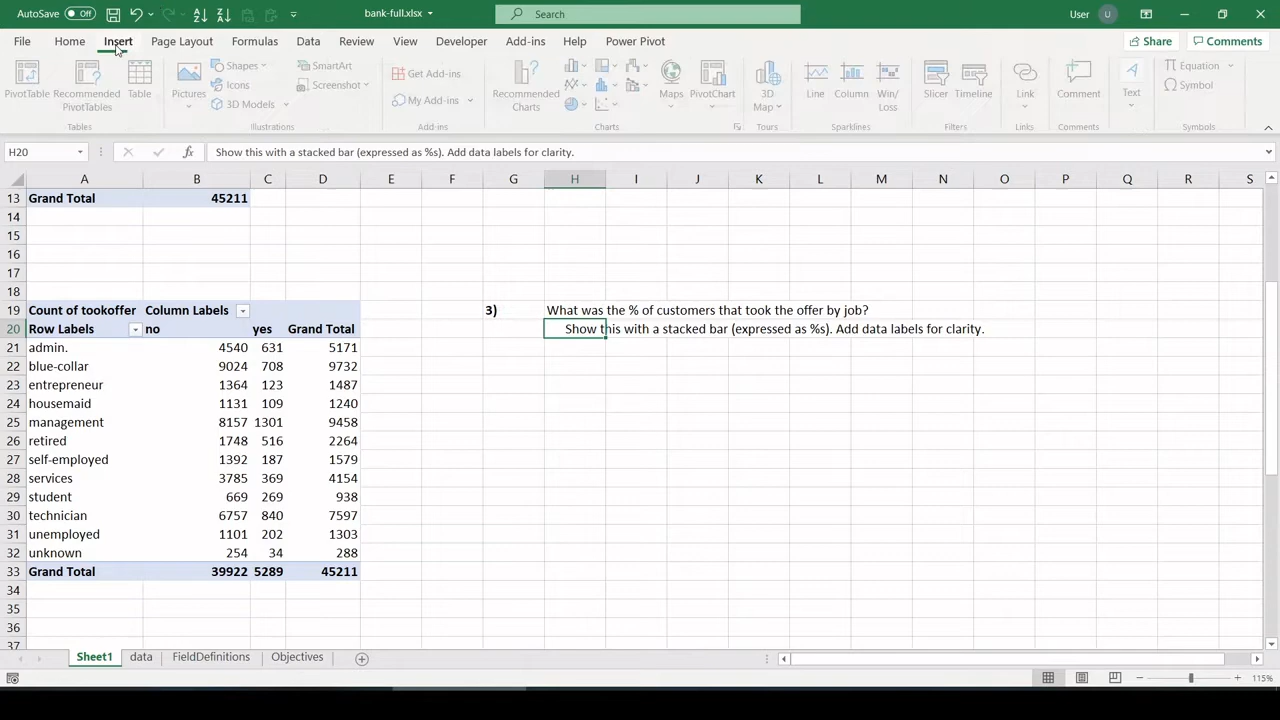 AutoSave Off bank-full.xlsx Search User U
File Home Insert Page Layout Formulas Data Review View Developer Add-ins Help Power Pivot Share Comments
PivotTable Recommended PivotTables Table Pictures Shapes Icons 3D Models SmartArt Screenshot Get Add-ins My Add-ins Recommended Charts Maps PivotChart 3D Map Line Column Win/Loss Slicer Timeline Link Comment Text Equation Symbol
Tables Illustrations Add-ins Charts Tours Sparklines Filters Links Comments Symbols
H20 fx Show this with a stacked bar (expressed as %s). Add data labels for clarity.
A B C D E F G H I J K L M N O P Q R S
13 Grand Total 45211
14
15
16
17
18
19 Count of tookoffer Column Labels 3) What was the % of customers that took the offer by job?
20 Row Labels no yes Grand Total Show this with a stacked bar (expressed as %s). Add data labels for clarity.
21 admin. 4540 631 5171
22 blue-collar 9024 708 9732
23 entrepreneur 1364 123 1487
24 housemaid 1131 109 1240
25 management 8157 1301 9458
26 retired 1748 516 2264
27 self-employed 1392 187 1579
28 services 3785 369 4154
29 student 669 269 938
30 technician 6757 840 7597
31 unemployed 1101 202 1303
32 unknown 254 34 288
33 Grand Total 39922 5289 45211
34
35
36
37
Sheet1 data FieldDefinitions Objectives
115%